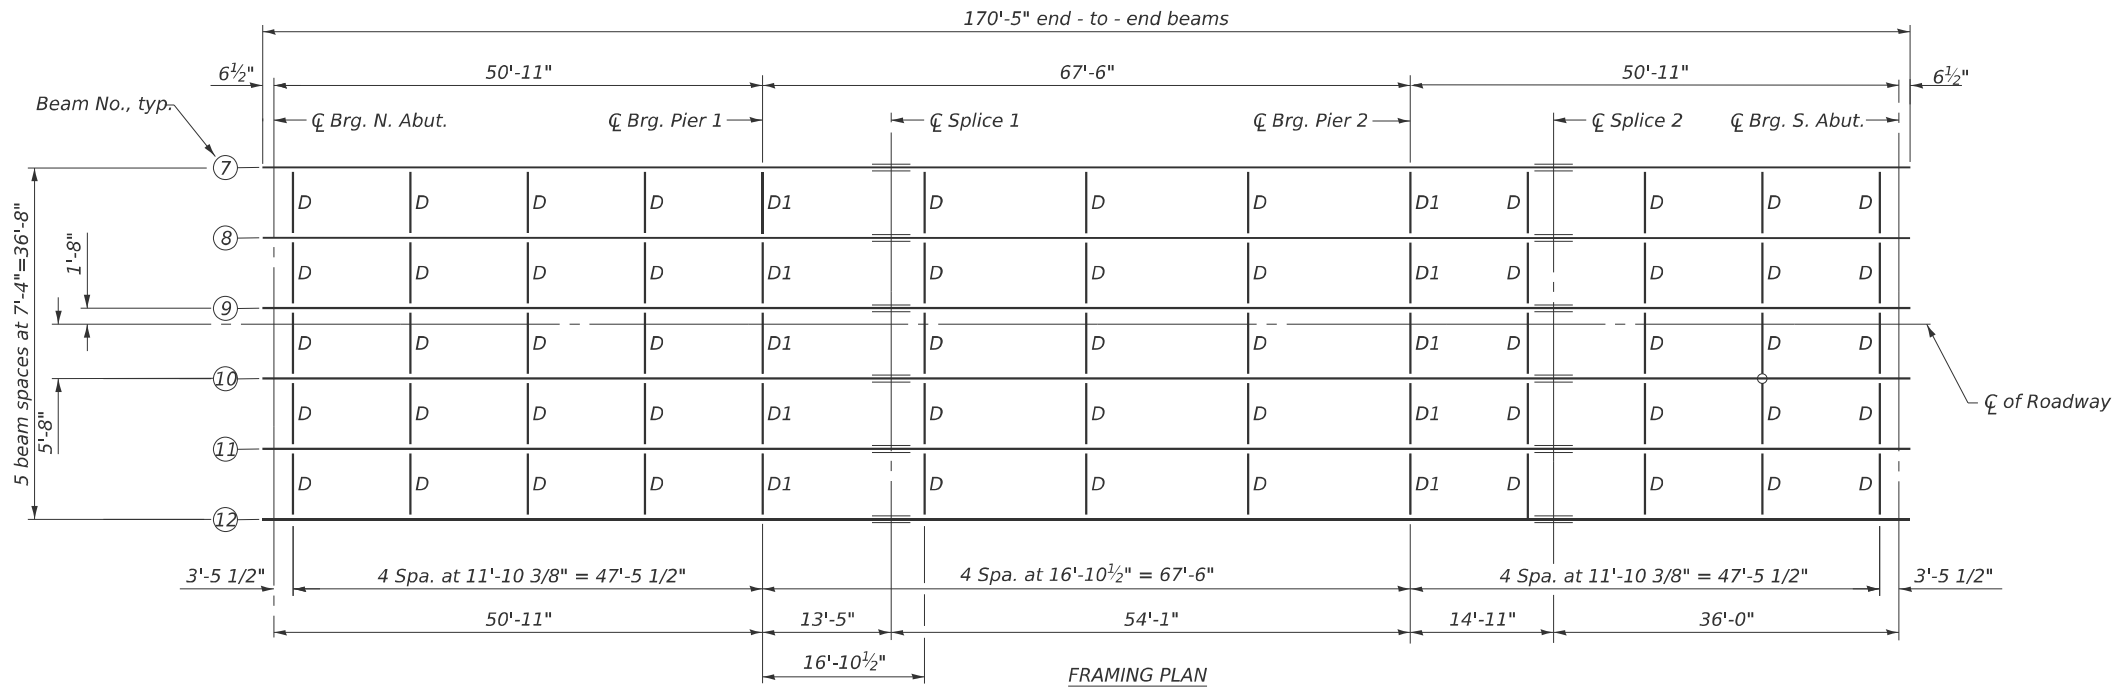 170'-5" end - to - end beams
6½" 50'-11" 67'-6" 50'-11" 6½"
Beam No., typ.
℄ Brg. N. Abut. ℄ Brg. Pier 1 ℄ Splice 1 ℄ Brg. Pier 2 ℄ Splice 2 ℄ Brg. S. Abut.
7
D D D D D1 D D D D1 D D D D
8
D D D D D1 D D D D1 D D D D
9
D D D D D1 D D D D1 D D D D
10
D D D D D1 D D D D1 D D D D
11
D D D D D1 D D D D1 D D D D
12
5 beam spaces at 7'-4"=36'-8"
1'-8"
5'-8"
℄ of Roadway
3'-5 1/2" 4 Spa. at 11'-10 3/8" = 47'-5 1/2" 4 Spa. at 16'-10½" = 67'-6" 4 Spa. at 11'-10 3/8" = 47'-5 1/2" 3'-5 1/2"
50'-11" 13'-5" 54'-1" 14'-11" 36'-0"
16'-10½"
FRAMING PLAN